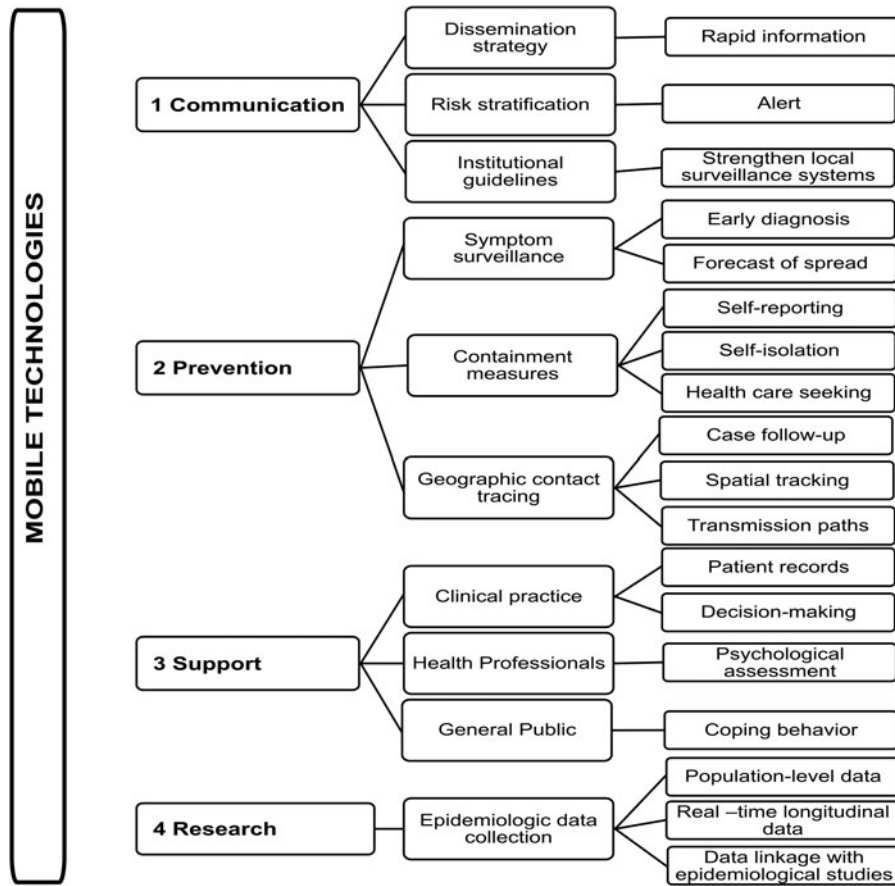 MOBILE TECHNOLOGIES
1 Communication
Dissemination
strategy
Rapid information
Risk stratification
Alert
Institutional
guidelines
Strengthen local
surveillance systems
2 Prevention
Symptom
surveillance
Early diagnosis
Forecast of spread
Containment
measures
Self-reporting
Self-isolation
Health care seeking
Geographic contact
tracing
Case follow-up
Spatial tracking
Transmission paths
3 Support
Clinical practice
Patient records
Decision-making
Health Professionals
Psychological
assessment
General Public
Coping behavior
4 Research
Epidemiologic data
collection
Population-level data
Real –time longitudinal
data
Data linkage with
epidemiological studies